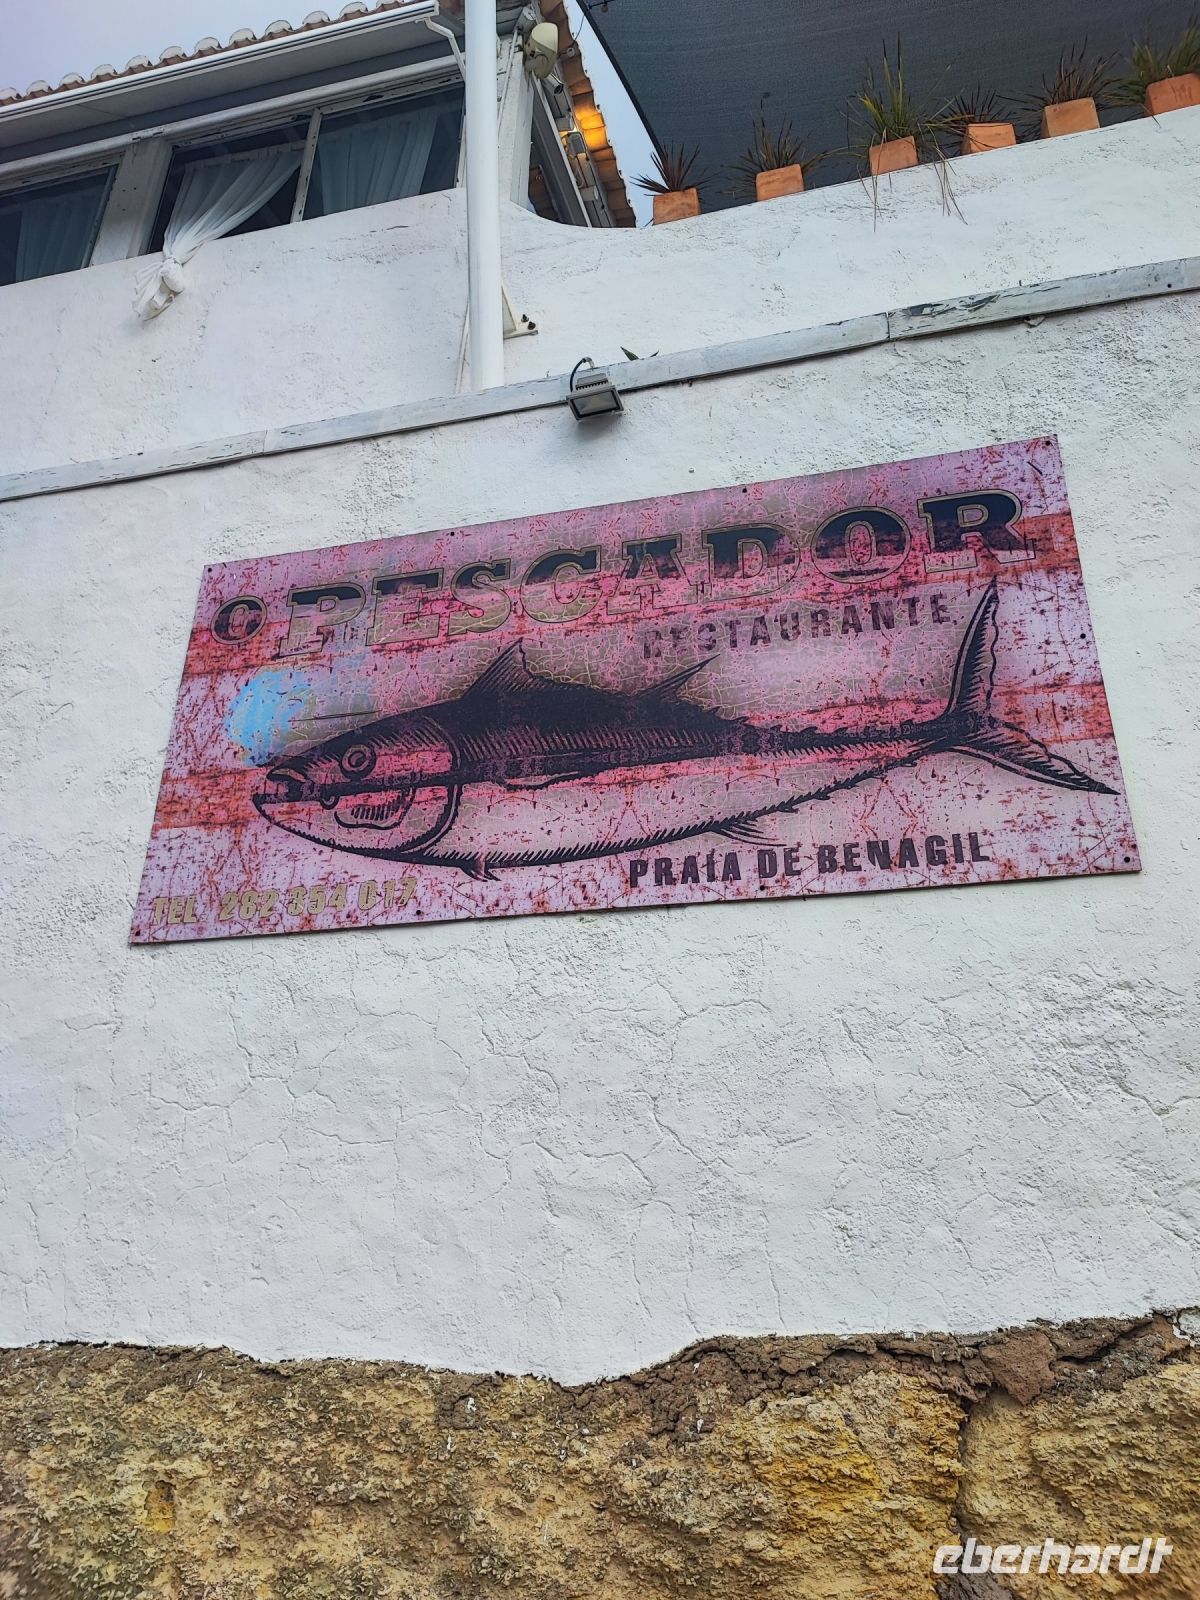 O PESCADOR
RESTAURANTE
PRAIA DE BENAGIL
TEL. 282 354 017
eberhardt